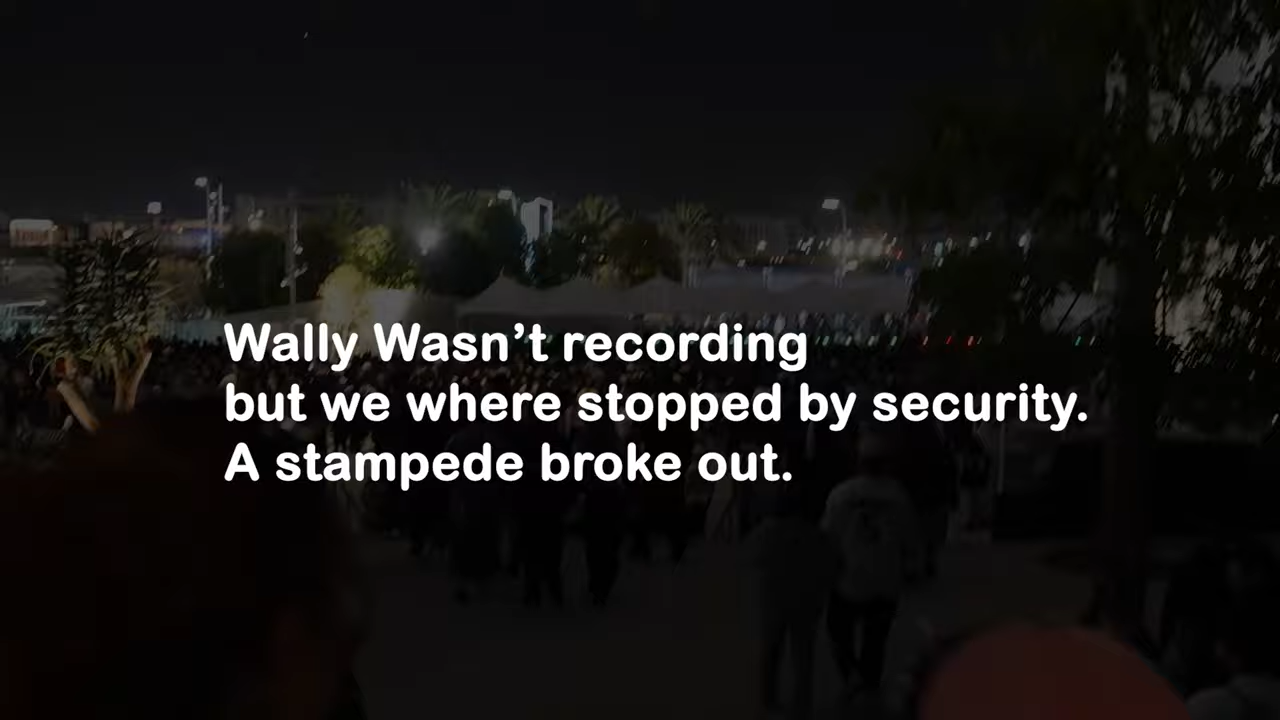 Wally Wasn’t recording
but we where stopped by security.
A stampede broke out.